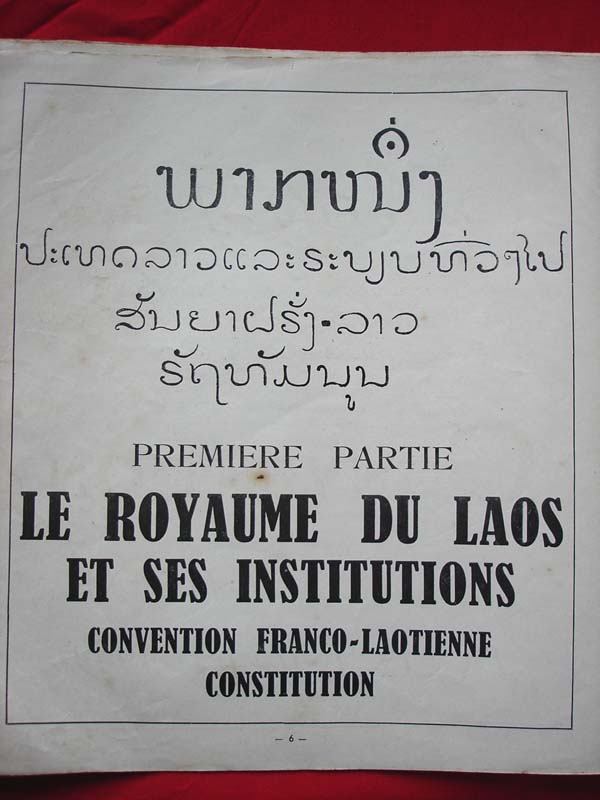 ພາກໜຶ່ງ
ປະເທດລາວແລະຣະບຽບທົ່ວໆໄປ
ສັນຍາຝຣັ່ງ-ລາວ
ຣັຖທັມນູນ
PREMIERE PARTIE
LE ROYAUME DU LAOS
ET SES INSTITUTIONS
CONVENTION FRANCO-LAOTIENNE
CONSTITUTION
— 6 —